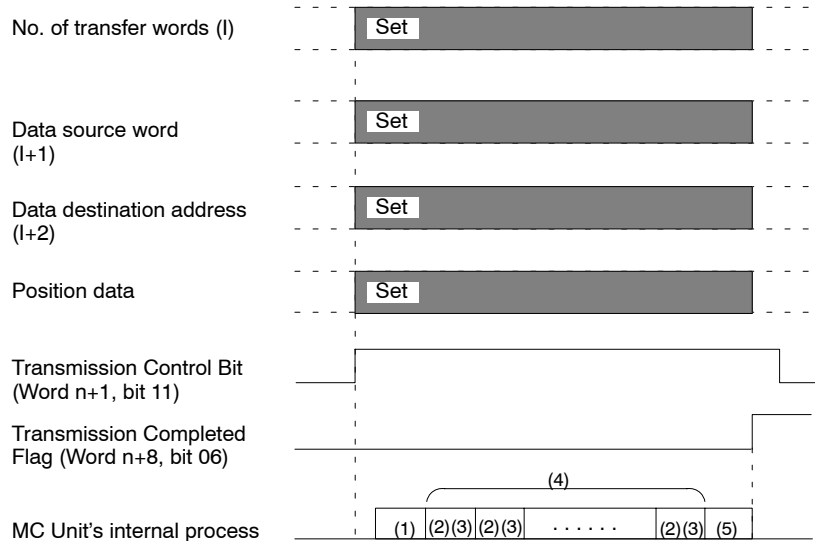 No. of transfer words (I)
Set
Data source word
(I+1)
Set
Data destination address
(I+2)
Set
Position data
Set
Transmission Control Bit
(Word n+1, bit 11)
Transmission Completed
Flag (Word n+8, bit 06)
(4)
MC Unit's internal process
(1) (2)(3) (2)(3) . . . . . . (2)(3) (5)